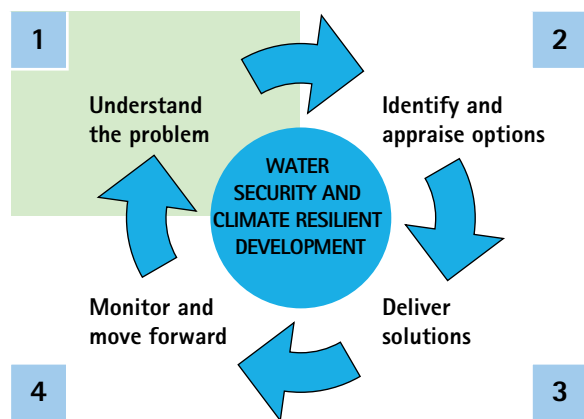 1
2
Understand
the problem
Identify and
appraise options
WATER
SECURITY AND
CLIMATE RESILIENT
DEVELOPMENT
Monitor and
move forward
Deliver
solutions
4
3